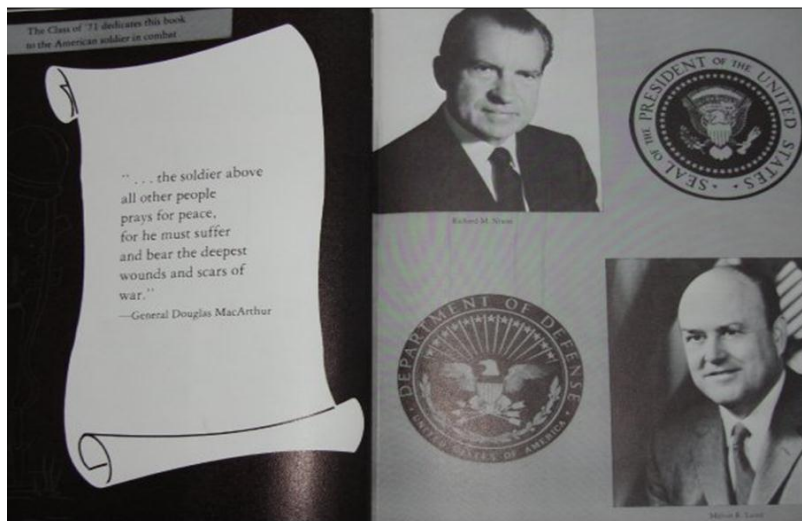 The Class of '71 dedicates this book
to the American soldier in combat
". . . the soldier above
all other people
prays for peace,
for he must suffer
and bear the deepest
wounds and scars of
war."
—General Douglas MacArthur
Richard M. Nixon
SEAL OF THE PRESIDENT OF THE UNITED STATES
DEPARTMENT OF DEFENSE
UNITED STATES OF AMERICA
Melvin R. Laird